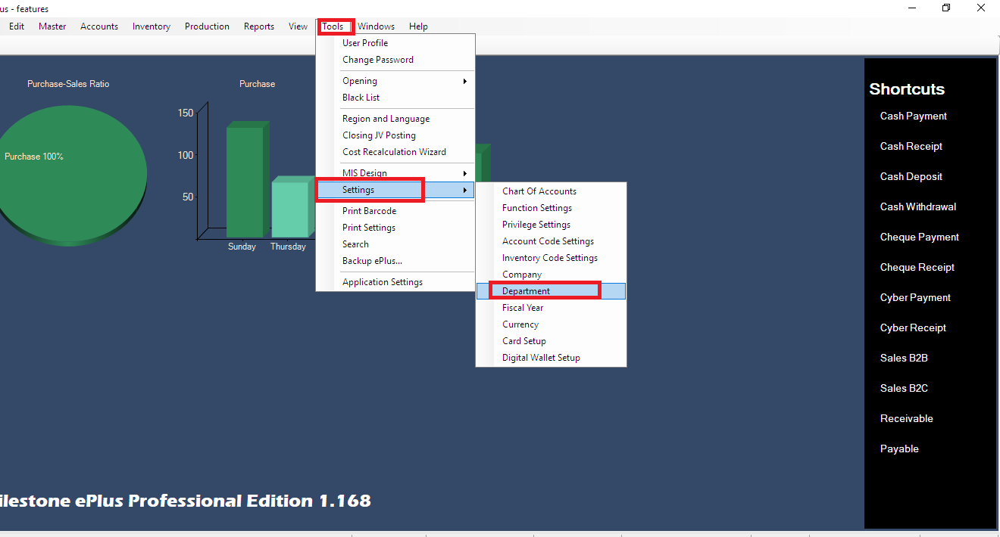 us - features
Edit Master Accounts Inventory Production Reports View Tools Windows Help
User Profile
Change Password
Opening
Black List
Region and Language
Closing JV Posting
Cost Recalculation Wizard
MIS Design
Settings
Print Barcode
Print Settings
Search
Backup ePlus...
Application Settings
Chart Of Accounts
Function Settings
Privilege Settings
Account Code Settings
Inventory Code Settings
Company
Department
Fiscal Year
Currency
Card Setup
Digital Wallet Setup
Purchase-Sales Ratio
Purchase 100%
Purchase
150
100
50
Sunday Thursday
Shortcuts
Cash Payment
Cash Receipt
Cash Deposit
Cash Withdrawal
Cheque Payment
Cheque Receipt
Cyber Payment
Cyber Receipt
Sales B2B
Sales B2C
Receivable
Payable
ilestone ePlus Professional Edition 1.168